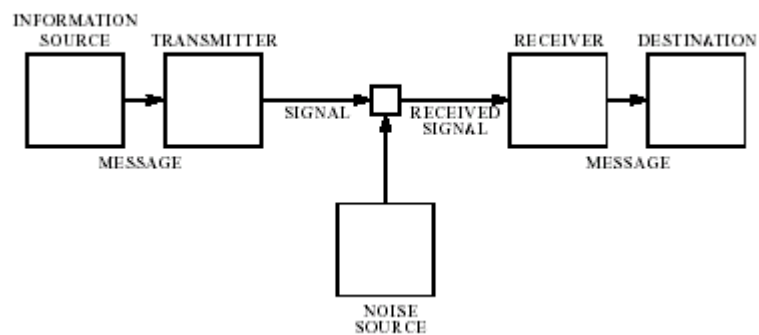 INFORMATION
SOURCE
TRANSMITTER
RECEIVER
DESTINATION
SIGNAL
RECEIVED
SIGNAL
MESSAGE
MESSAGE
NOISE
SOURCE